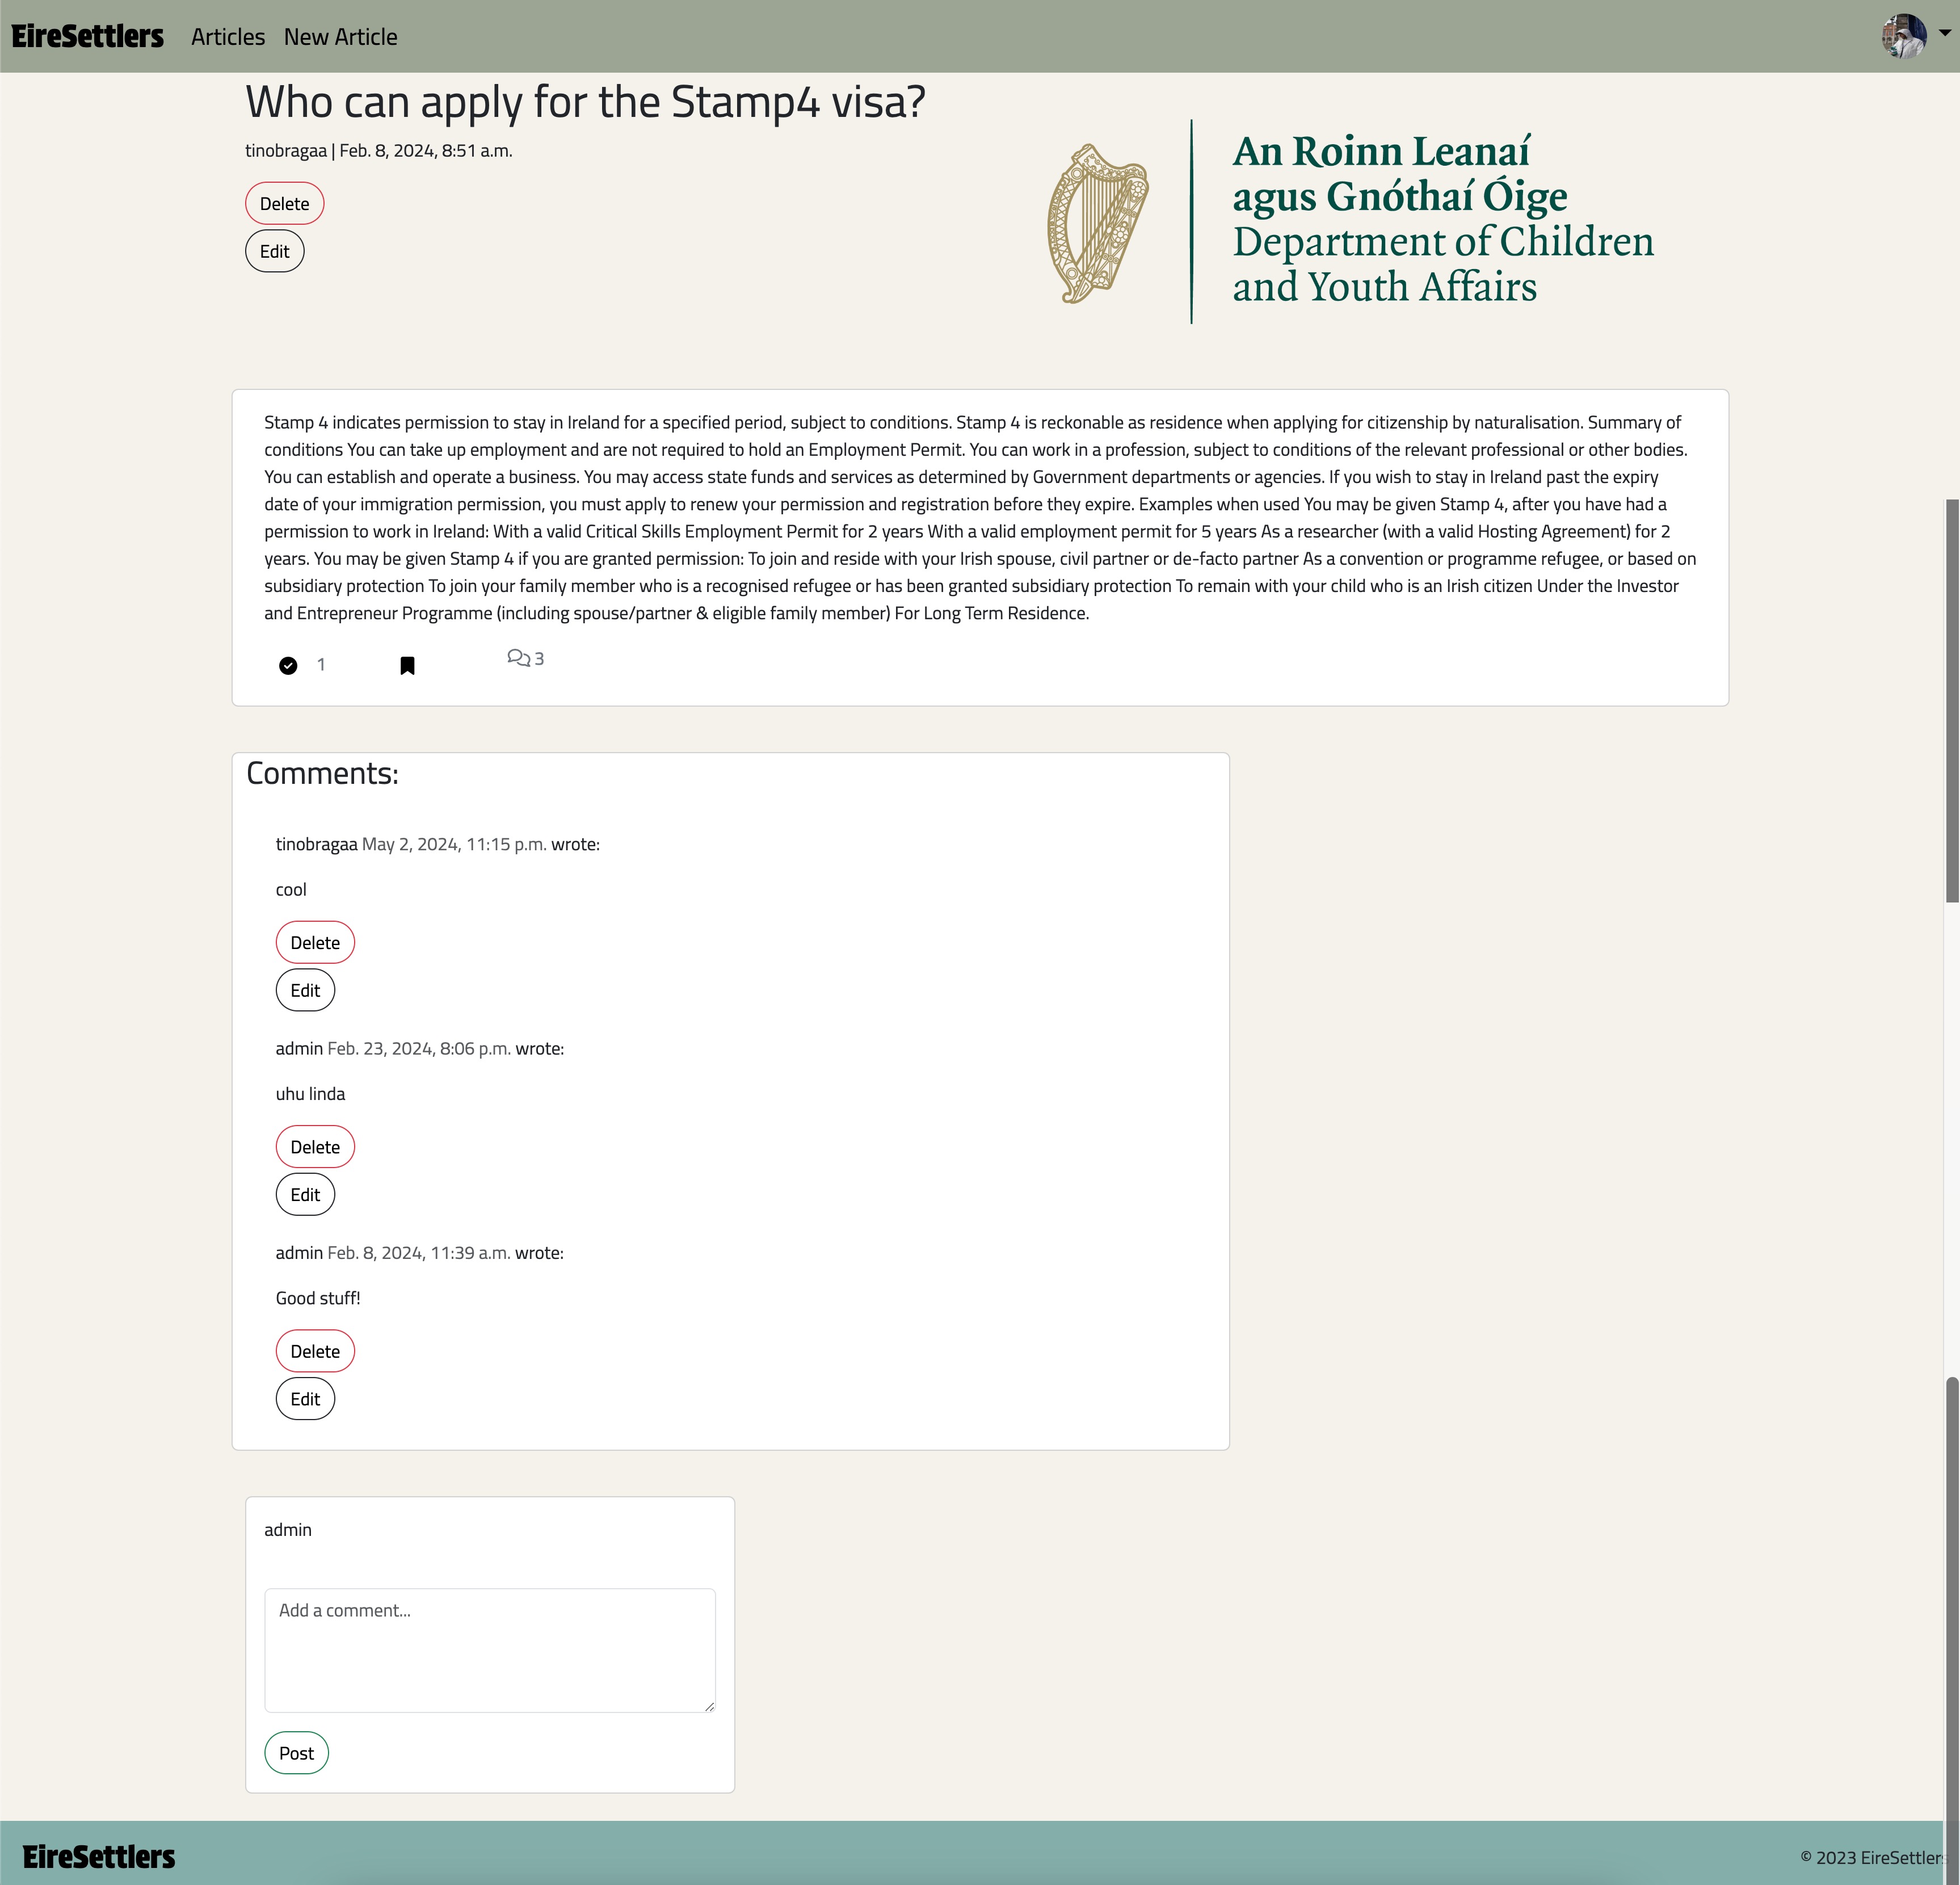 EireSettlers Articles New Article
Who can apply for the Stamp4 visa?
tinobragaa | Feb. 8, 2024, 8:51 a.m.
Delete
Edit
An Roinn Leanaí
agus Gnóthaí Óige
Department of Children
and Youth Affairs
Stamp 4 indicates permission to stay in Ireland for a specified period, subject to conditions. Stamp 4 is reckonable as residence when applying for citizenship by naturalisation. Summary of
conditions You can take up employment and are not required to hold an Employment Permit. You can work in a profession, subject to conditions of the relevant professional or other bodies.
You can establish and operate a business. You may access state funds and services as determined by Government departments or agencies. If you wish to stay in Ireland past the expiry
date of your immigration permission, you must apply to renew your permission and registration before they expire. Examples when used You may be given Stamp 4, after you have had a
permission to work in Ireland: With a valid Critical Skills Employment Permit for 2 years With a valid employment permit for 5 years As a researcher (with a valid Hosting Agreement) for 2
years. You may be given Stamp 4 if you are granted permission: To join and reside with your Irish spouse, civil partner or de-facto partner As a convention or programme refugee, or based on
subsidiary protection To join your family member who is a recognised refugee or has been granted subsidiary protection To remain with your child who is an Irish citizen Under the Investor
and Entrepreneur Programme (including spouse/partner & eligible family member) For Long Term Residence.
1 3
Comments:
tinobragaa May 2, 2024, 11:15 p.m. wrote:
cool
Delete
Edit
admin Feb. 23, 2024, 8:06 p.m. wrote:
uhu linda
Delete
Edit
admin Feb. 8, 2024, 11:39 a.m. wrote:
Good stuff!
Delete
Edit
admin
Add a comment...
Post
EireSettlers © 2023 EireSettlers